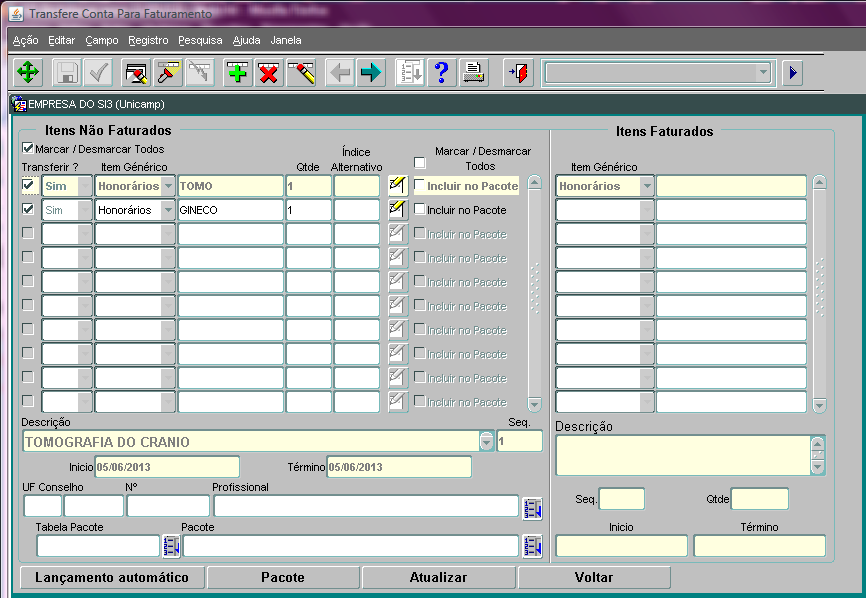 Transfere Conta Para Faturamento
Ação Editar Campo Registro Pesquisa Ajuda Janela
EMPRESA DO SI3 (Unicamp)
Itens Não Faturados
Marcar / Desmarcar Todos
Transferir ? Item Genérico Qtde Índice Alternativo Marcar / Desmarcar Todos
Sim Honorários TOMO 1 Incluir no Pacote
Sim Honorários GINECO 1 Incluir no Pacote
Incluir no Pacote
Incluir no Pacote
Incluir no Pacote
Incluir no Pacote
Incluir no Pacote
Incluir no Pacote
Incluir no Pacote
Incluir no Pacote
Descrição Seq.
TOMOGRAFIA DO CRANIO 1
Inicio 05/06/2013 Término 05/06/2013
UF Conselho Nº Profissional
Tabela Pacote Pacote
Itens Faturados
Item Genérico
Honorários
Descrição
Seq. Qtde
Inicio Término
Lançamento automático Pacote Atualizar Voltar